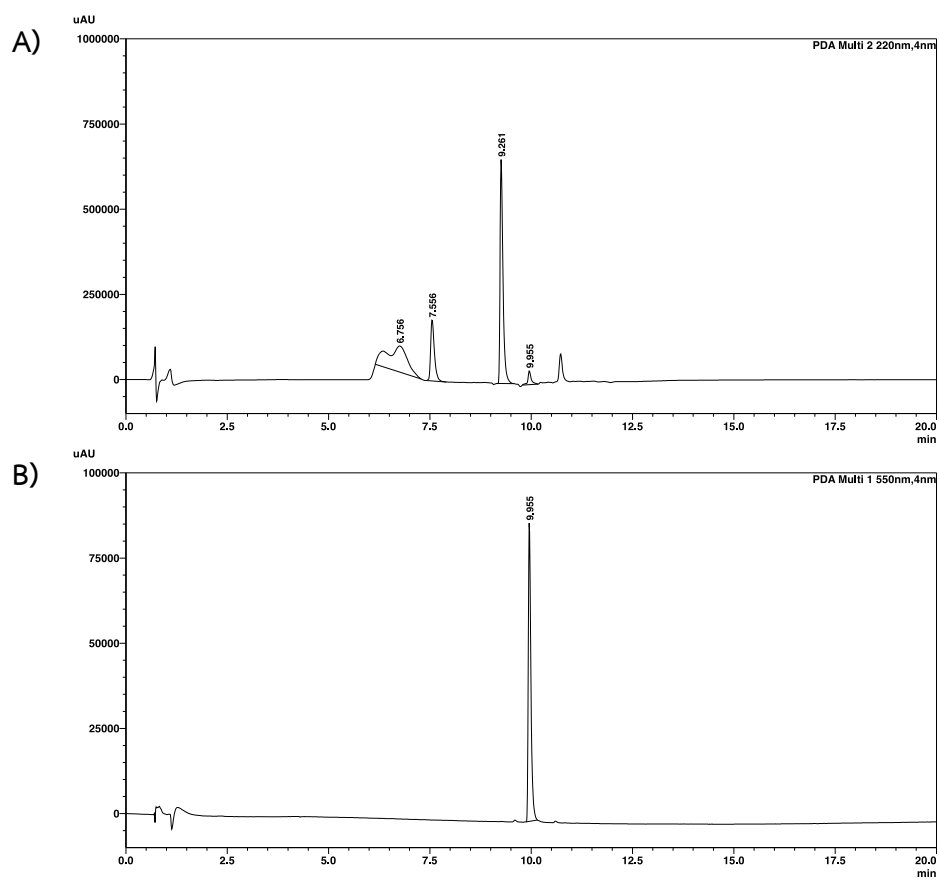 A)
uAU
1000000
PDA Multi 2 220nm,4nm
750000
500000
250000
0
6.756
7.556
9.261
9.955
0.0 2.5 5.0 7.5 10.0 12.5 15.0 17.5 20.0
min
B)
uAU
100000
PDA Multi 1 550nm,4nm
75000
50000
25000
0
9.955
0.0 2.5 5.0 7.5 10.0 12.5 15.0 17.5 20.0
min